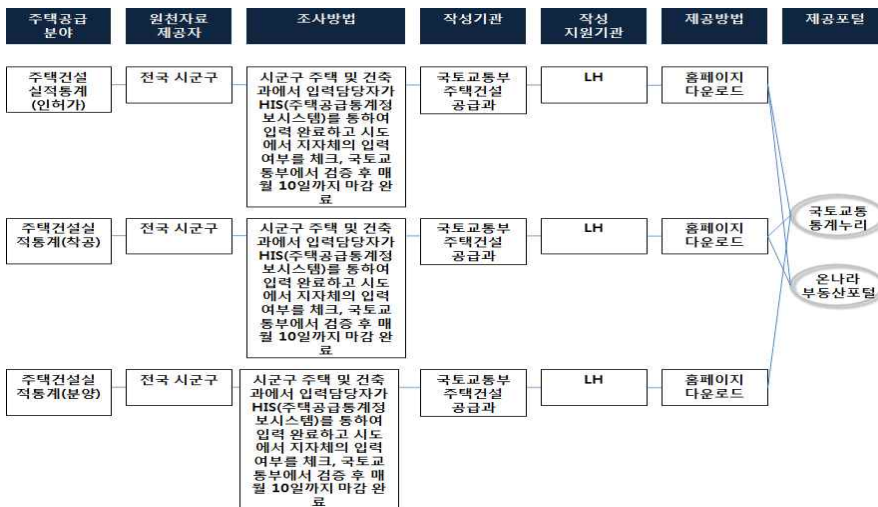 주택공급
분야
원천자료
제공자
조사방법
작성기관
작성
지원기관
제공방법
제공포털
주택건설
실적통계
(인허가)
전국 시군구
시군구 주택 및 건축
과에서 입력담당자가
HIS(주택공급통계정
보시스템)를 통하여
입력 완료하고 시도
에서 지자체의 입력
여부를 체크, 국토교
통부에서 검증 후 매
월 10일까지 마감 완
료
국토교통부
주택건설
공급과
LH
홈페이지
다운로드
주택건설실
적통계(착공)
전국 시군구
시군구 주택 및 건축
과에서 입력담당자가
HIS(주택공급통계정
보시스템)를 통하여
입력 완료하고 시도
에서 지자체의 입력
여부를 체크, 국토교
통부에서 검증 후 매
월 10일까지 마감 완
료
국토교통부
주택건설
공급과
LH
홈페이지
다운로드
국토교통
통계누리
온나라
부동산포털
주택건설실
적통계(분양)
전국 시군구
시군구 주택 및 건축
과에서 입력담당자가
HIS(주택공급통계정
보시스템)를 통하여
입력 완료하고 시도
에서 지자체의 입력
여부를 체크, 국토교
통부에서 검증 후 매
월 10일까지 마감 완
료
국토교통부
주택건설
공급과
LH
홈페이지
다운로드